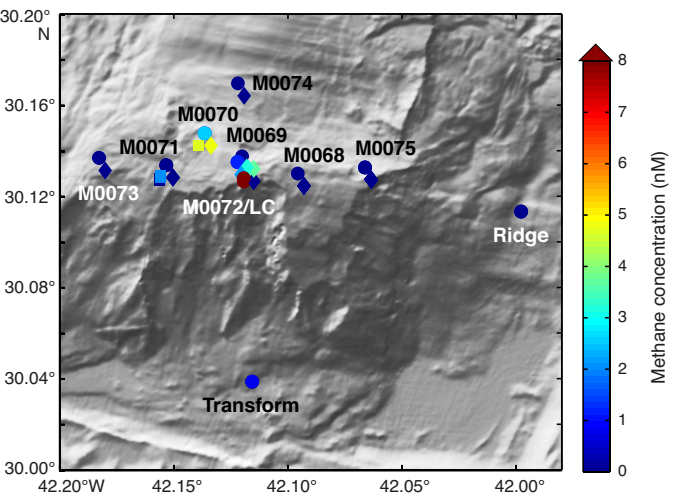 30.20°
N
30.16°
30.12°
30.08°
30.04°
30.00°
42.20°W
42.15°
42.10°
42.05°
42.00°
M0074
M0070
M0069
M0071
M0068
M0075
M0073
M0072/LC
Ridge
Transform
8
7
6
5
4
3
2
1
0
Methane concentration (nM)